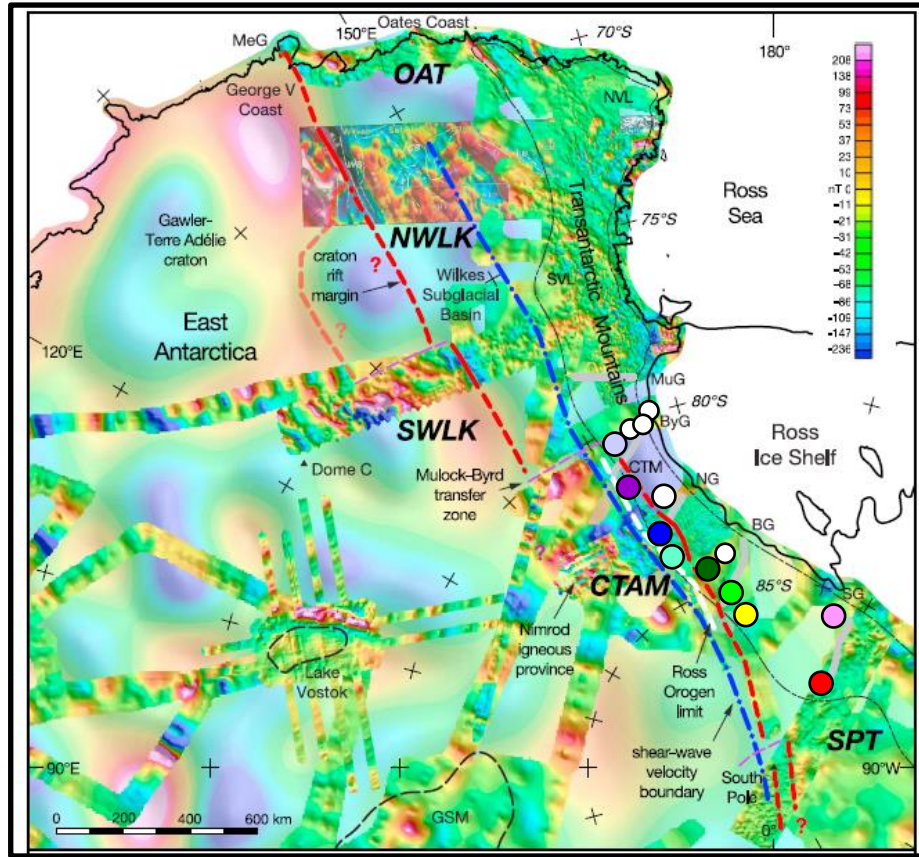 150°E
Oates Coast
70°S
180°
MeG
OAT
George V
Coast
NVL
208
138
99
73
53
37
23
10
nT 0
-11
-21
-32
-42
-52
-68
-86
-109
-147
-236
Wilkes
Ross
Sea
75°S
Gawler-
Terre Adélie
craton
NWLK
craton
rift
margin
?
Wilkes
Subglacial
Basin
SVL
Transantarctic
Mountains
East
Antarctica
?
120°E
MuG
80°S
ByG
SWLK
Ross
Ice Shelf
Dome C
Mulock–Byrd
transfer
zone
CTM
NG
BG
?
CTAM
85°S
SG
Nimrod
igneous
province
Lake
Vostok
Ross
Orogen
limit
SPT
shear–wave
velocity
boundary
90°E
90°W
South
Pole
GSM
0 200 400 600 km
0°
?